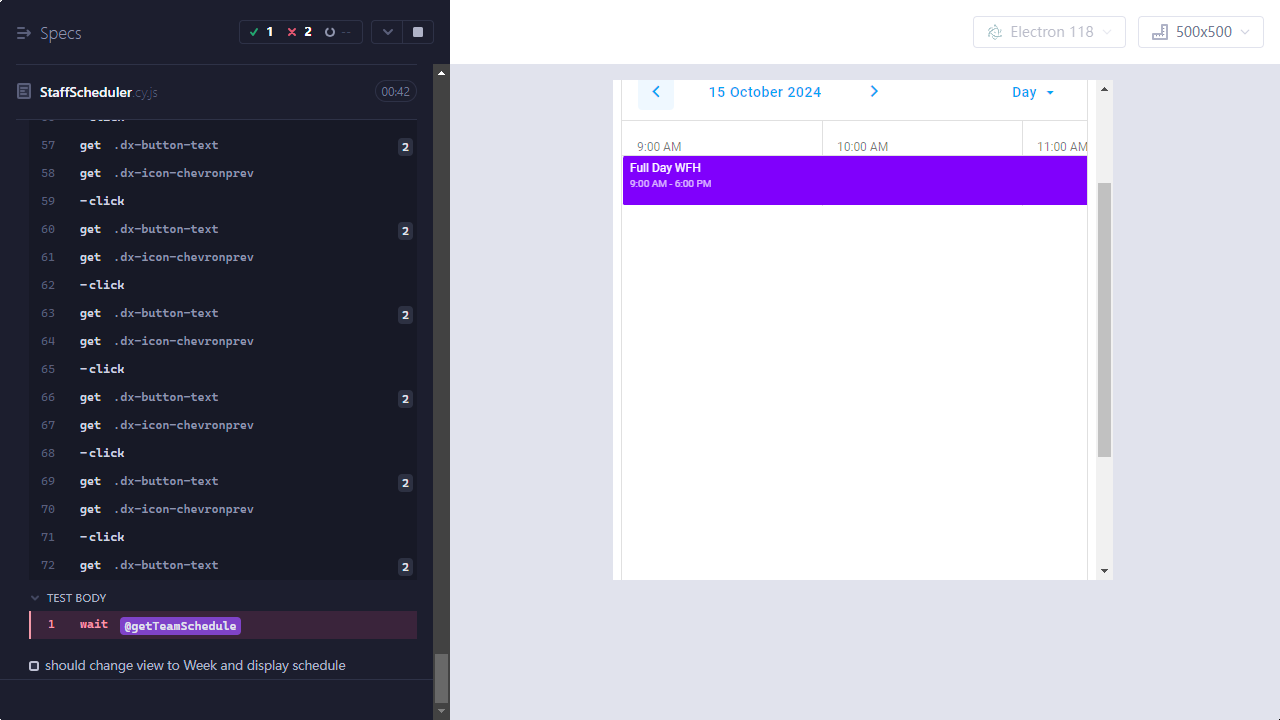 Specs
1
2
--
StaffScheduler.cy.js
00:42
57 get .dx-button-text 2
58 get .dx-icon-chevronprev
59 -click
60 get .dx-button-text 2
61 get .dx-icon-chevronprev
62 -click
63 get .dx-button-text 2
64 get .dx-icon-chevronprev
65 -click
66 get .dx-button-text 2
67 get .dx-icon-chevronprev
68 -click
69 get .dx-button-text 2
70 get .dx-icon-chevronprev
71 -click
72 get .dx-button-text 2
TEST BODY
1 wait @getTeamSchedule
should change view to Week and display schedule
Electron 118
500x500
15 October 2024
Day
9:00 AM
10:00 AM
11:00 AM
Full Day WFH
9:00 AM - 6:00 PM